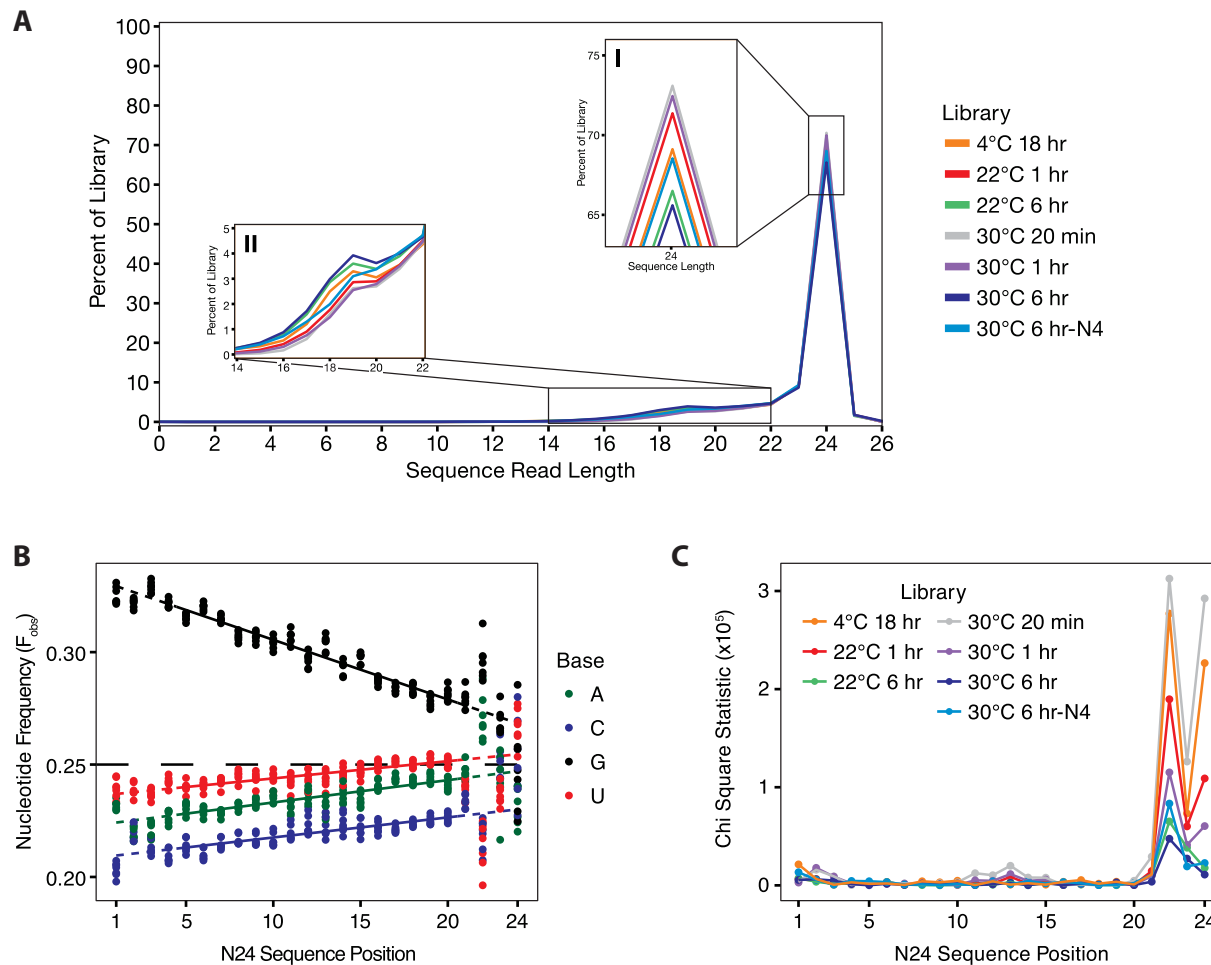 A
100
90
80
70
60
50
40
30
20
10
0
Percent of Library
0 2 4 6 8 10 12 14 16 18 20 22 24 26
Sequence Read Length
I
75
70
65
Percent of Library
24
Sequence Length
II
5
4
3
2
1
0
Percent of Library
14 16 18 20 22
Library
4°C 18 hr
22°C 1 hr
22°C 6 hr
30°C 20 min
30°C 1 hr
30°C 6 hr
30°C 6 hr-N4
B
0.30
0.25
0.20
Nucleotide Frequency (Fobs)
1 5 10 15 20 24
N24 Sequence Position
Base
A
C
G
U
C
3
2
1
0
Chi Square Statistic (x10⁵)
1 5 10 15 20 24
N24 Sequence Position
Library
4°C 18 hr
22°C 1 hr
22°C 6 hr
30°C 20 min
30°C 1 hr
30°C 6 hr
30°C 6 hr-N4